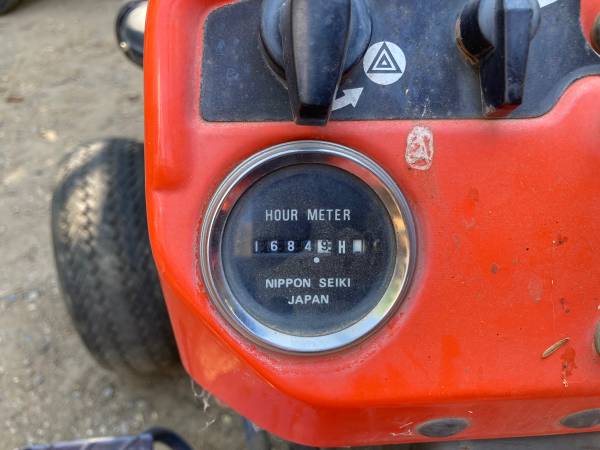 HOUR METER
16849 H
NIPPON SEIKI
JAPAN